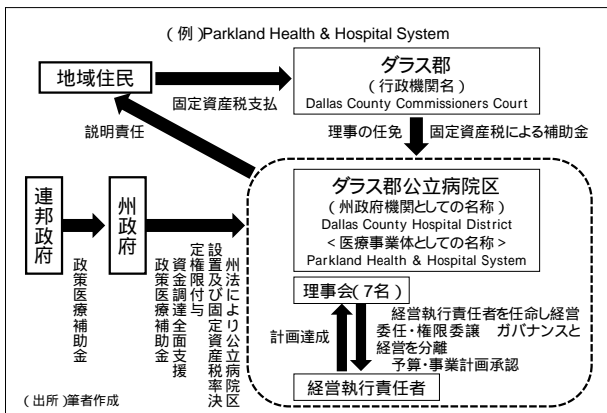 (例)Parkland Health & Hospital System
地域住民
固定資産税支払
ダラス郡
(行政機関名)
Dallas County Commissioners Court
説明責任
理事の任免
固定資産税による補助金
連邦政府
政策医療補助金
州政府
州法により公立病院区
設置及び固定資産税率決
定権限付与
資金調達全面支援
政策医療補助金
ダラス郡公立病院区
(州政府機関としての名称)
Dallas County Hospital District
<医療事業体としての名称>
Parkland Health & Hospital System
理事会(7名)
計画達成
経営執行責任者を任命し経営
委任・権限委譲 ガバナンスと
経営を分離
予算・事業計画承認
経営執行責任者
(出所)筆者作成